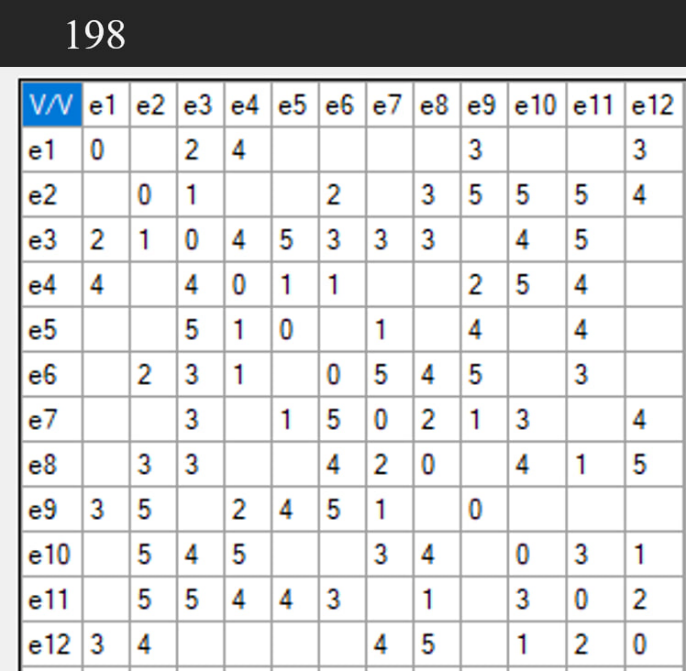 198
V/V e1 e2 e3 e4 e5 e6 e7 e8 e9 e10 e11 e12
e1 0 2 4 3 3
e2 0 1 2 3 5 5 5 4
e3 2 1 0 4 5 3 3 3 4 5
e4 4 4 0 1 1 2 5 4
e5 5 1 0 1 4 4
e6 2 3 1 0 5 4 5 3
e7 3 1 5 0 2 1 3 4
e8 3 3 4 2 0 4 1 5
e9 3 5 2 4 5 1 0
e10 5 4 5 3 4 0 3 1
e11 5 5 4 4 3 1 3 0 2
e12 3 4 4 5 1 2 0